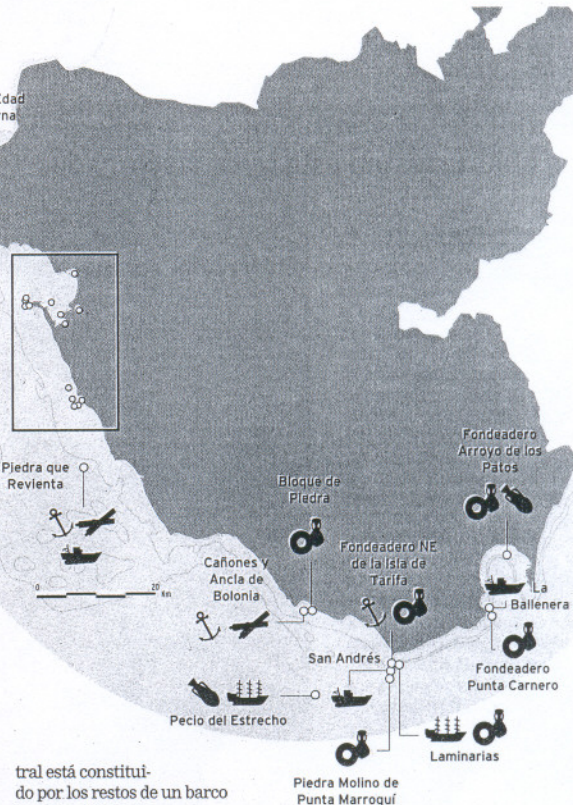 Edad
rna
Piedra que
Revienta
0 20
Km
Bloque de
Piedra
Cañones y
Ancla de
Bolonia
Fondeadero NE
de la Isla de
Tarifa
Fondeadero
Arroyo de los
Patos
La
Ballenera
Fondeadero
Punta Carnero
San Andrés
Pecio del Estrecho
Laminarias
Piedra Molino de
Punta Marroquí
tral está constitui-
do por los restos de un barco